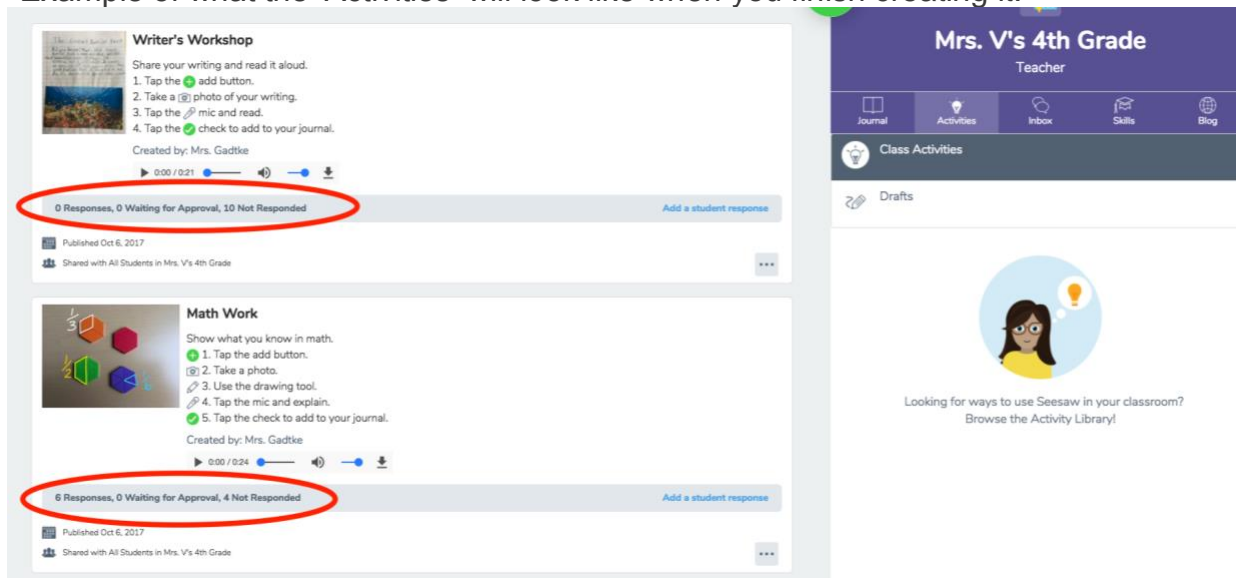 Example of what the "Activities" will look like when you finish creating it:
Writer's Workshop
Share your writing and read it aloud.
1. Tap the add button.
2. Take a photo of your writing.
3. Tap the mic and read.
4. Tap the check to add to your journal.
Created by: Mrs. Gadtke
0:00 / 0:21
0 Responses, 0 Waiting for Approval, 10 Not Responded
Add a student response
Published Oct 6, 2017
Shared with All Students in Mrs. V's 4th Grade
Math Work
Show what you know in math.
1. Tap the add button.
2. Take a photo.
3. Use the drawing tool.
4. Tap the mic and explain.
5. Tap the check to add to your journal.
Created by: Mrs. Gadtke
0:00 / 0:24
6 Responses, 0 Waiting for Approval, 4 Not Responded
Add a student response
Published Oct 6, 2017
Shared with All Students in Mrs. V's 4th Grade
1/3
1/2
Mrs. V's 4th Grade
Teacher
Journal
Activities
Inbox
Skills
Blog
Class Activities
Drafts
Looking for ways to use Seesaw in your classroom?
Browse the Activity Library!